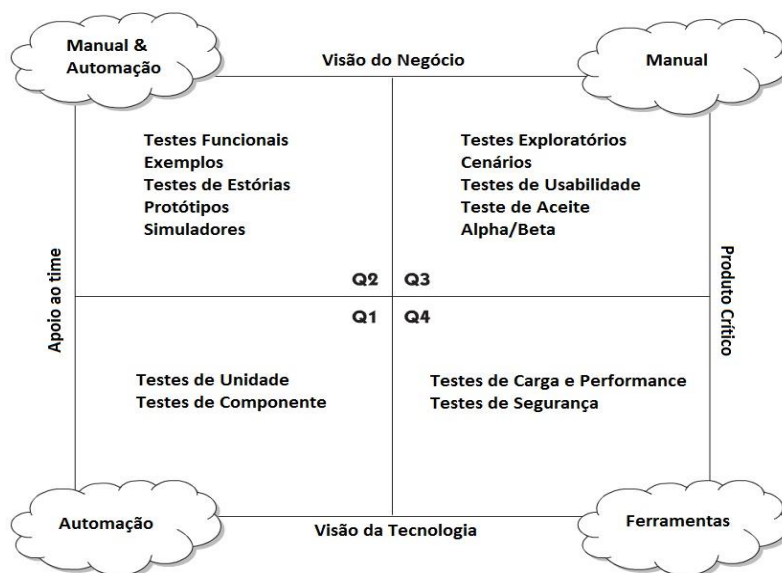 Manual &
Automação
Visão do Negócio
Manual
Testes Funcionais
Exemplos
Testes de Estórias
Protótipos
Simuladores
Testes Exploratórios
Cenários
Testes de Usabilidade
Teste de Aceite
Alpha/Beta
Apoio ao time
Q2
Q3
Produto Crítico
Q1
Q4
Testes de Unidade
Testes de Componente
Testes de Carga e Performance
Testes de Segurança
Automação
Visão da Tecnologia
Ferramentas